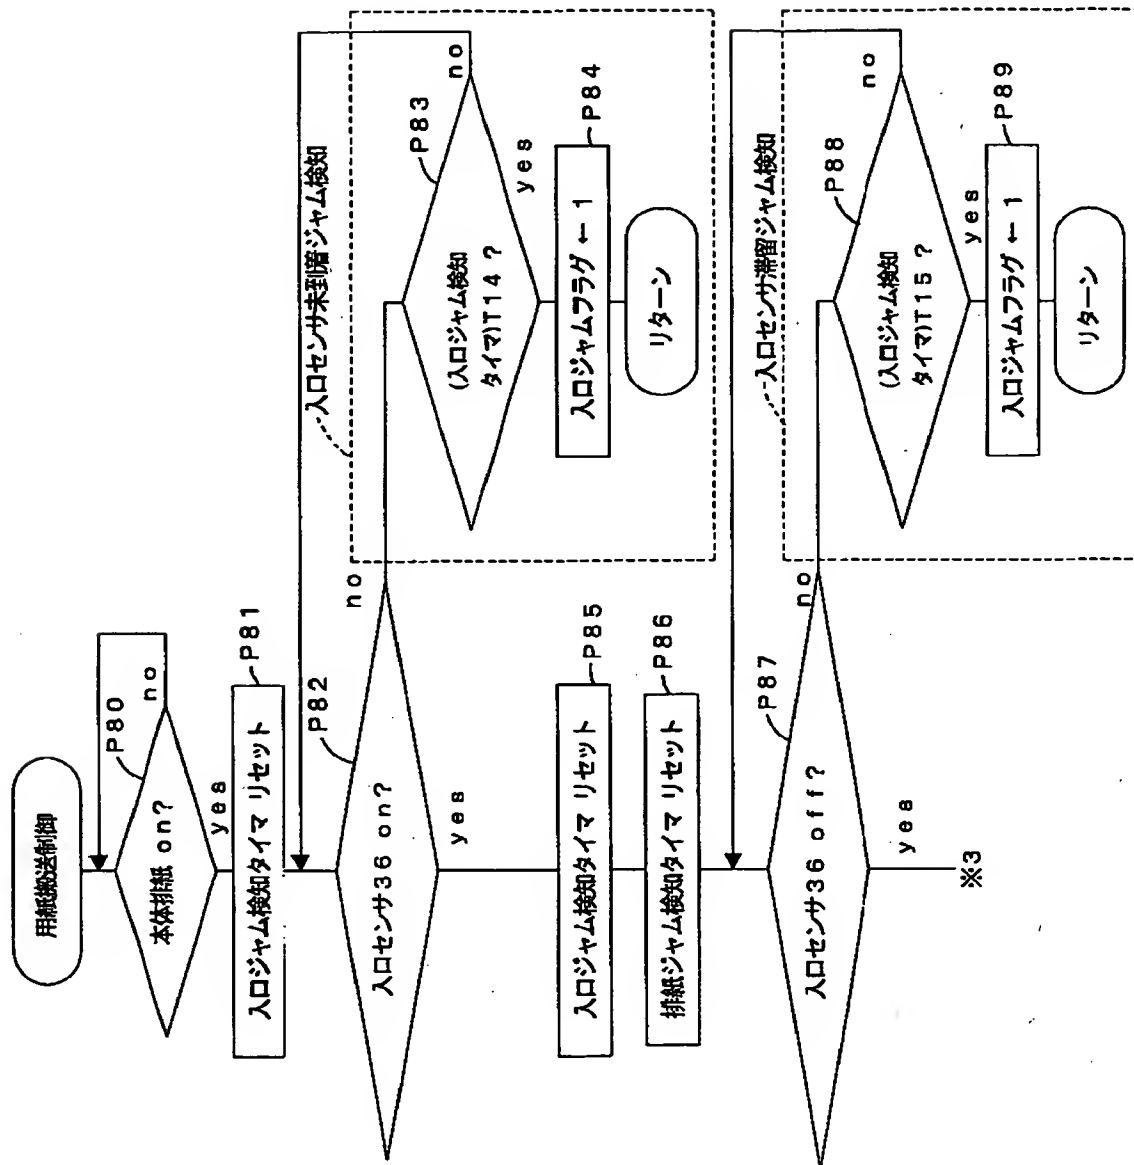 用紙搬送制御
本体排紙 on?
P80
no
yes
入口ジャム検知タイマ リセット
P81
入口センサ36 on?
P82
no
yes
入口センサ未到着ジャム検知
(入口ジャム検知
タイマ)T14 ?
P83
no
yes
入口ジャムフラグ ← 1
P84
リターン
入口ジャム検知タイマ リセット
P85
排紙ジャム検知タイマ リセット
P86
入口センサ36 off?
P87
no
yes
※3
入口センサ滞留ジャム検知
(入口ジャム検知
タイマ)T15 ?
P88
no
yes
入口ジャムフラグ ← 1
P89
リターン